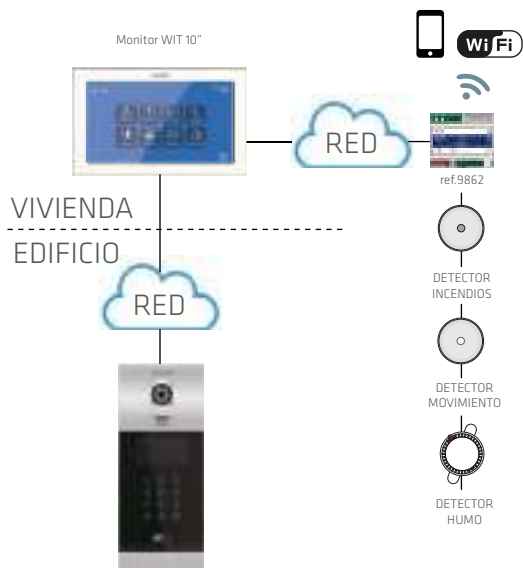 Monitor WIT 10"
WiFi
RED
ref.9862
VIVIENDA
EDIFICIO
RED
DETECTOR
INCENDIOS
DETECTOR
MOVIMIENTO
DETECTOR
HUMO